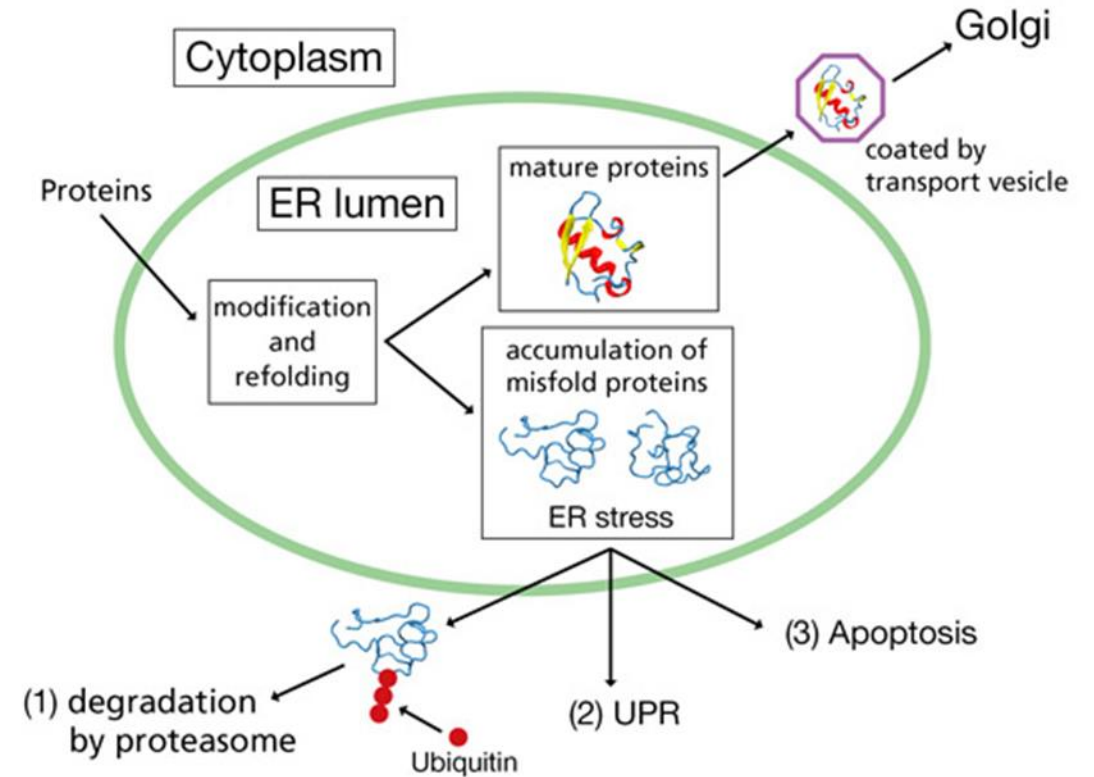 Cytoplasm
Golgi
coated by
transport vesicle
Proteins
ER lumen
mature proteins
modification
and
refolding
accumulation of
misfold proteins
ER stress
(1) degradation
by proteasome
Ubiquitin
(2) UPR
(3) Apoptosis